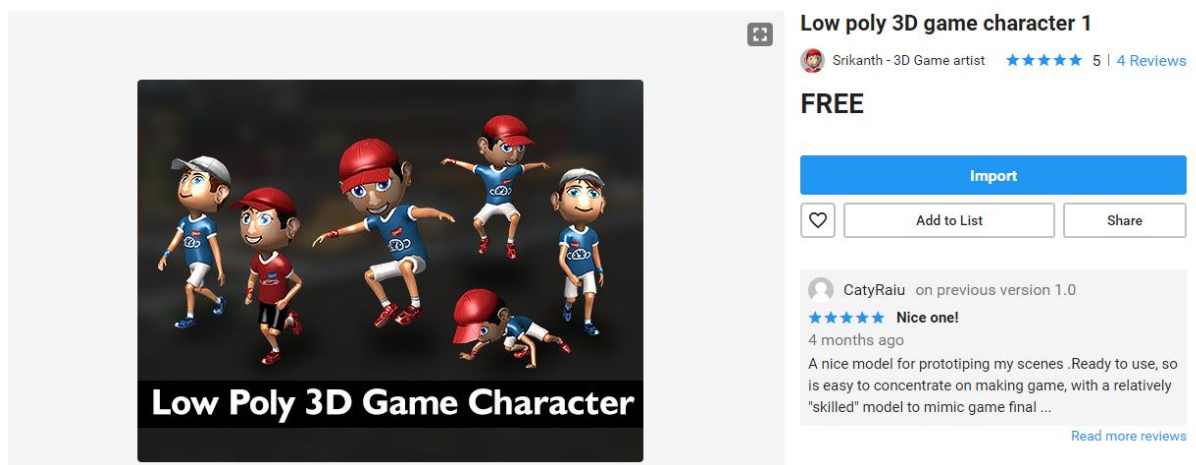 Low poly 3D game character 1
Srikanth - 3D Game artist
5 | 4 Reviews
FREE
Import
Add to List
Share
CatyRaiu on previous version 1.0
Nice one!
4 months ago
A nice model for prototiping my scenes .Ready to use, so
is easy to concentrate on making game, with a relatively
"skilled" model to mimic game final ...
Read more reviews
Low Poly 3D Game Character